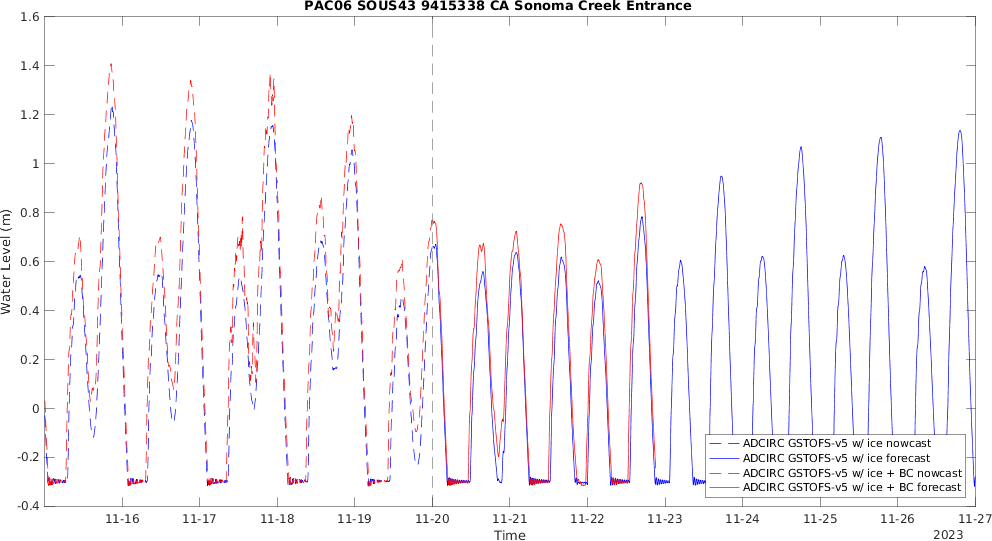 PAC06 SOUS43 9415338 CA Sonoma Creek Entrance
1.6
1.4
1.2
1
0.8
0.6
0.4
0.2
0
-0.2
-0.4
Water Level (m)
ADCIRC GSTOFS-v5 w/ ice nowcast
ADCIRC GSTOFS-v5 w/ ice forecast
ADCIRC GSTOFS-v5 w/ ice + BC nowcast
ADCIRC GSTOFS-v5 w/ ice + BC forecast
11-16 11-17 11-18 11-19 11-20 11-21 11-22 11-23 11-24 11-25 11-26 11-27
Time
2023